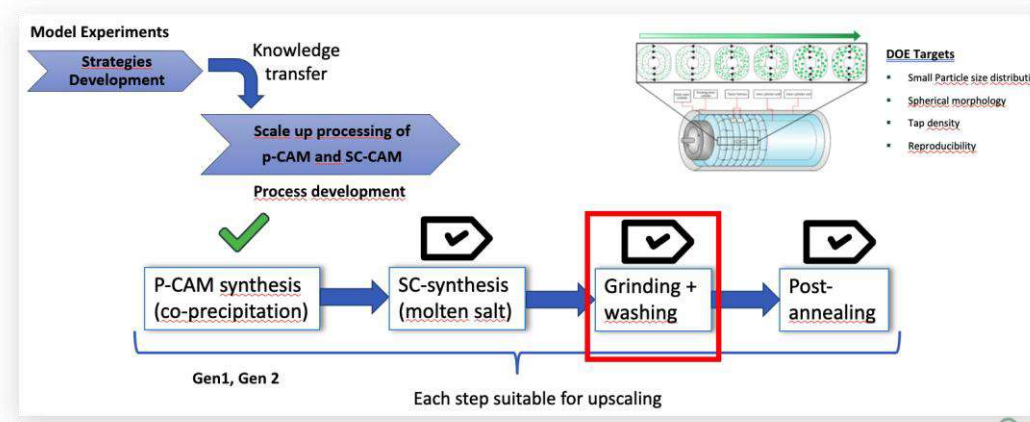 Model Experiments
Strategies
Development
Knowledge
transfer
Scale up processing of
p-CAM and SC-CAM
Process development
DOE Targets
Small Particle size distributi
Spherical morphology
Tap density
Reproducibility
P-CAM synthesis
(co-precipitation)
SC-synthesis
(molten salt)
Grinding +
washing
Post-
annealing
Gen1, Gen 2
Each step suitable for upscaling